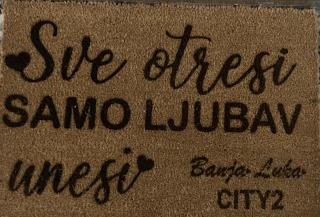 Sve otresi
SAMO LJUBAV
unesi
Banja Luka
CITY2